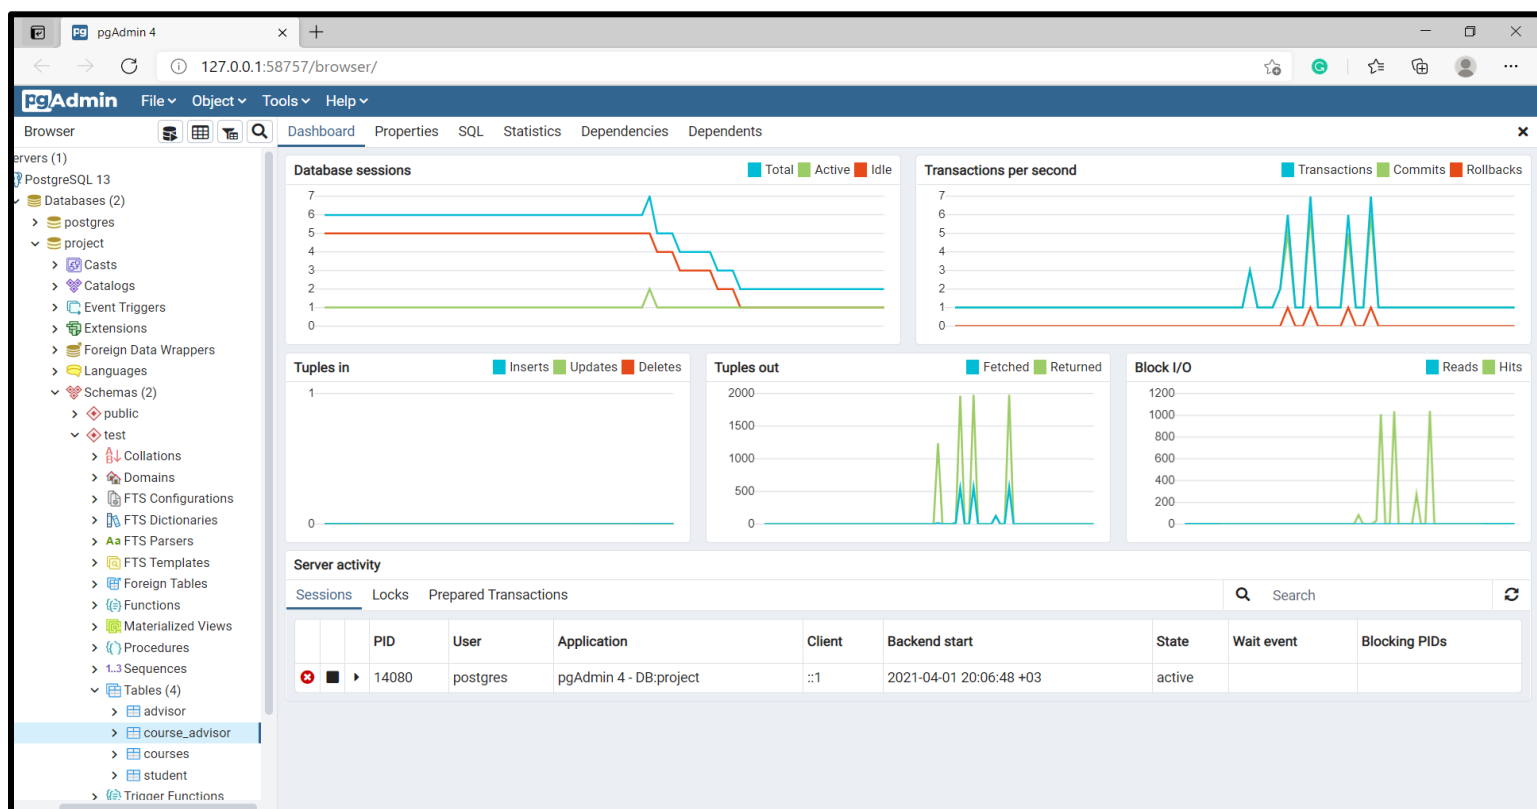 pgAdmin 4
127.0.0.1:58757/browser/
pgAdmin File Object Tools Help
Browser
Dashboard Properties SQL Statistics Dependencies Dependents
ervers (1)
PostgreSQL 13
Databases (2)
postgres
project
Casts
Catalogs
Event Triggers
Extensions
Foreign Data Wrappers
Languages
Schemas (2)
public
test
Collations
Domains
FTS Configurations
FTS Dictionaries
Aa FTS Parsers
FTS Templates
Foreign Tables
Functions
Materialized Views
Procedures
1..3 Sequences
Tables (4)
advisor
course_advisor
courses
student
Trigger Functions
Database sessions
Total Active Idle
7
6
5
4
3
2
1
0
Transactions per second
Transactions Commits Rollbacks
7
6
5
4
3
2
1
0
Tuples in
Inserts Updates Deletes
1
0
Tuples out
Fetched Returned
2000
1500
1000
500
0
Block I/O
Reads Hits
1200
1000
800
600
400
200
0
Server activity
Sessions Locks Prepared Transactions
Search
PID User Application Client Backend start State Wait event Blocking PIDs
14080 postgres pgAdmin 4 - DB:project ::1 2021-04-01 20:06:48 +03 active